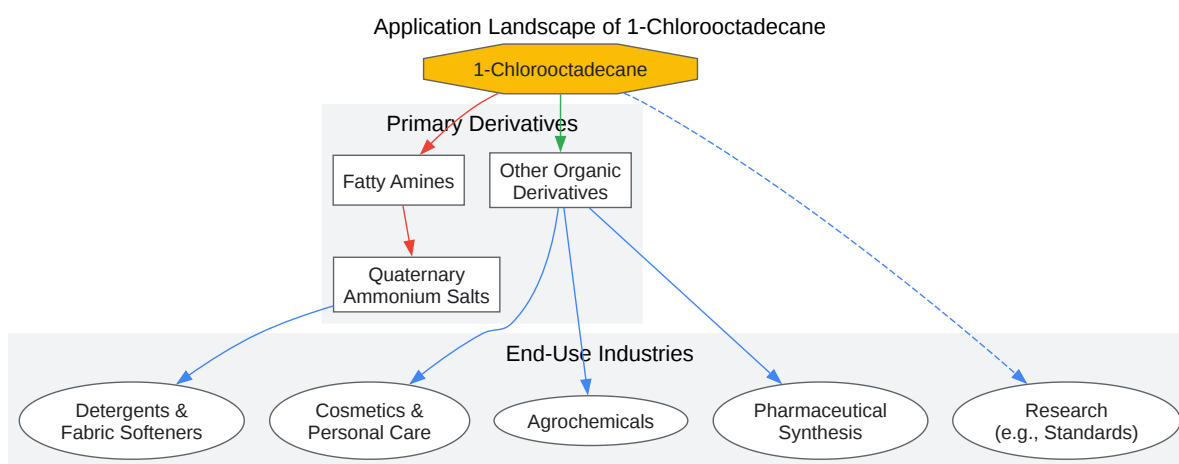 Application Landscape of 1-Chlorooctadecane
1-Chlorooctadecane
Primary Derivatives
Fatty Amines
Other Organic
Derivatives
Quaternary
Ammonium Salts
End-Use Industries
Detergents &
Fabric Softeners
Cosmetics &
Personal Care
Agrochemicals
Pharmaceutical
Synthesis
Research
(e.g., Standards)